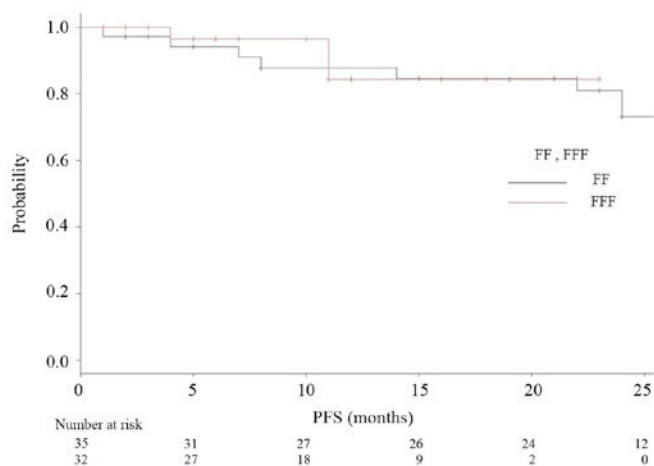 1.0
0.8
0.6
0.4
0.2
0.0
Probability
FF , FFF
FF
FFF
0 5 10 15 20 25
PFS (months)
Number at risk
35 31 27 26 24 12
32 27 18 9 2 0